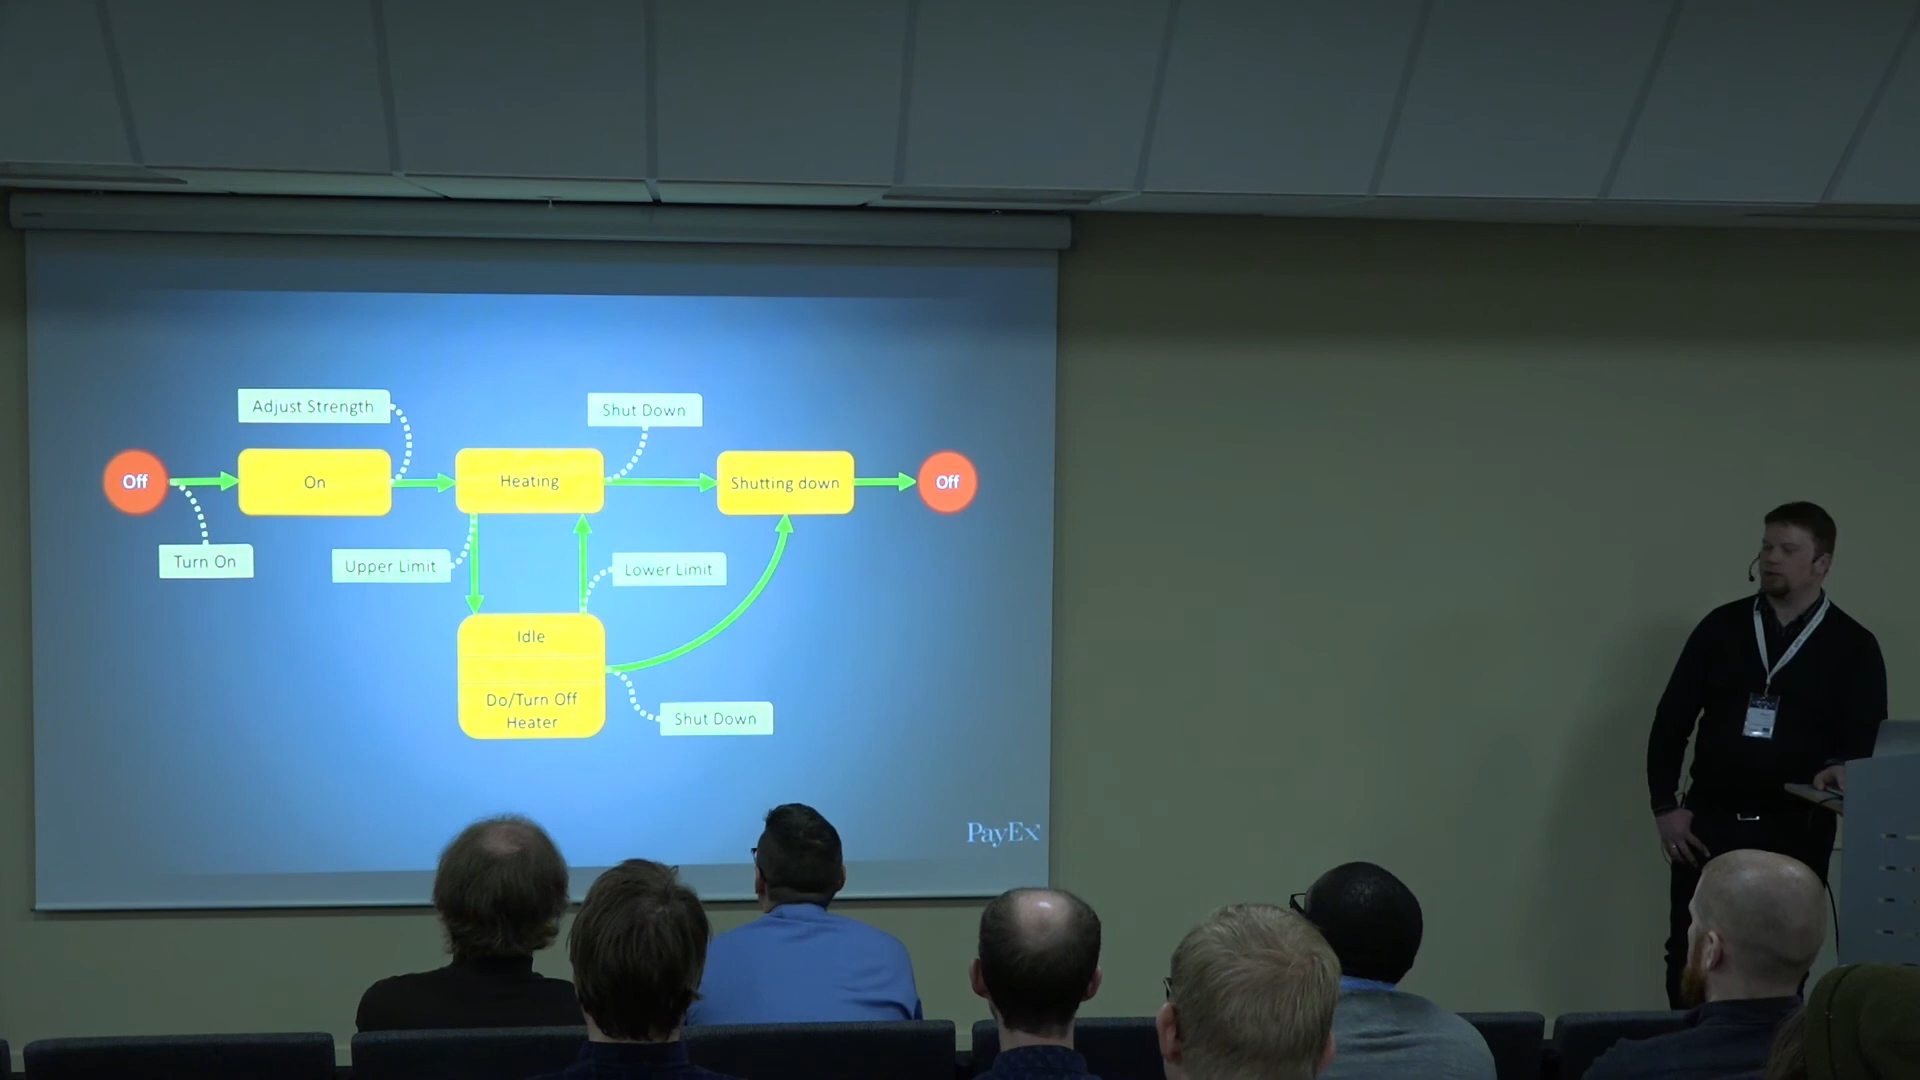 Adjust Strength
Shut Down
Off
On
Heating
Shutting down
Off
Turn On
Upper Limit
Lower Limit
Idle
Do/Turn Off
Heater
Shut Down
PayEx